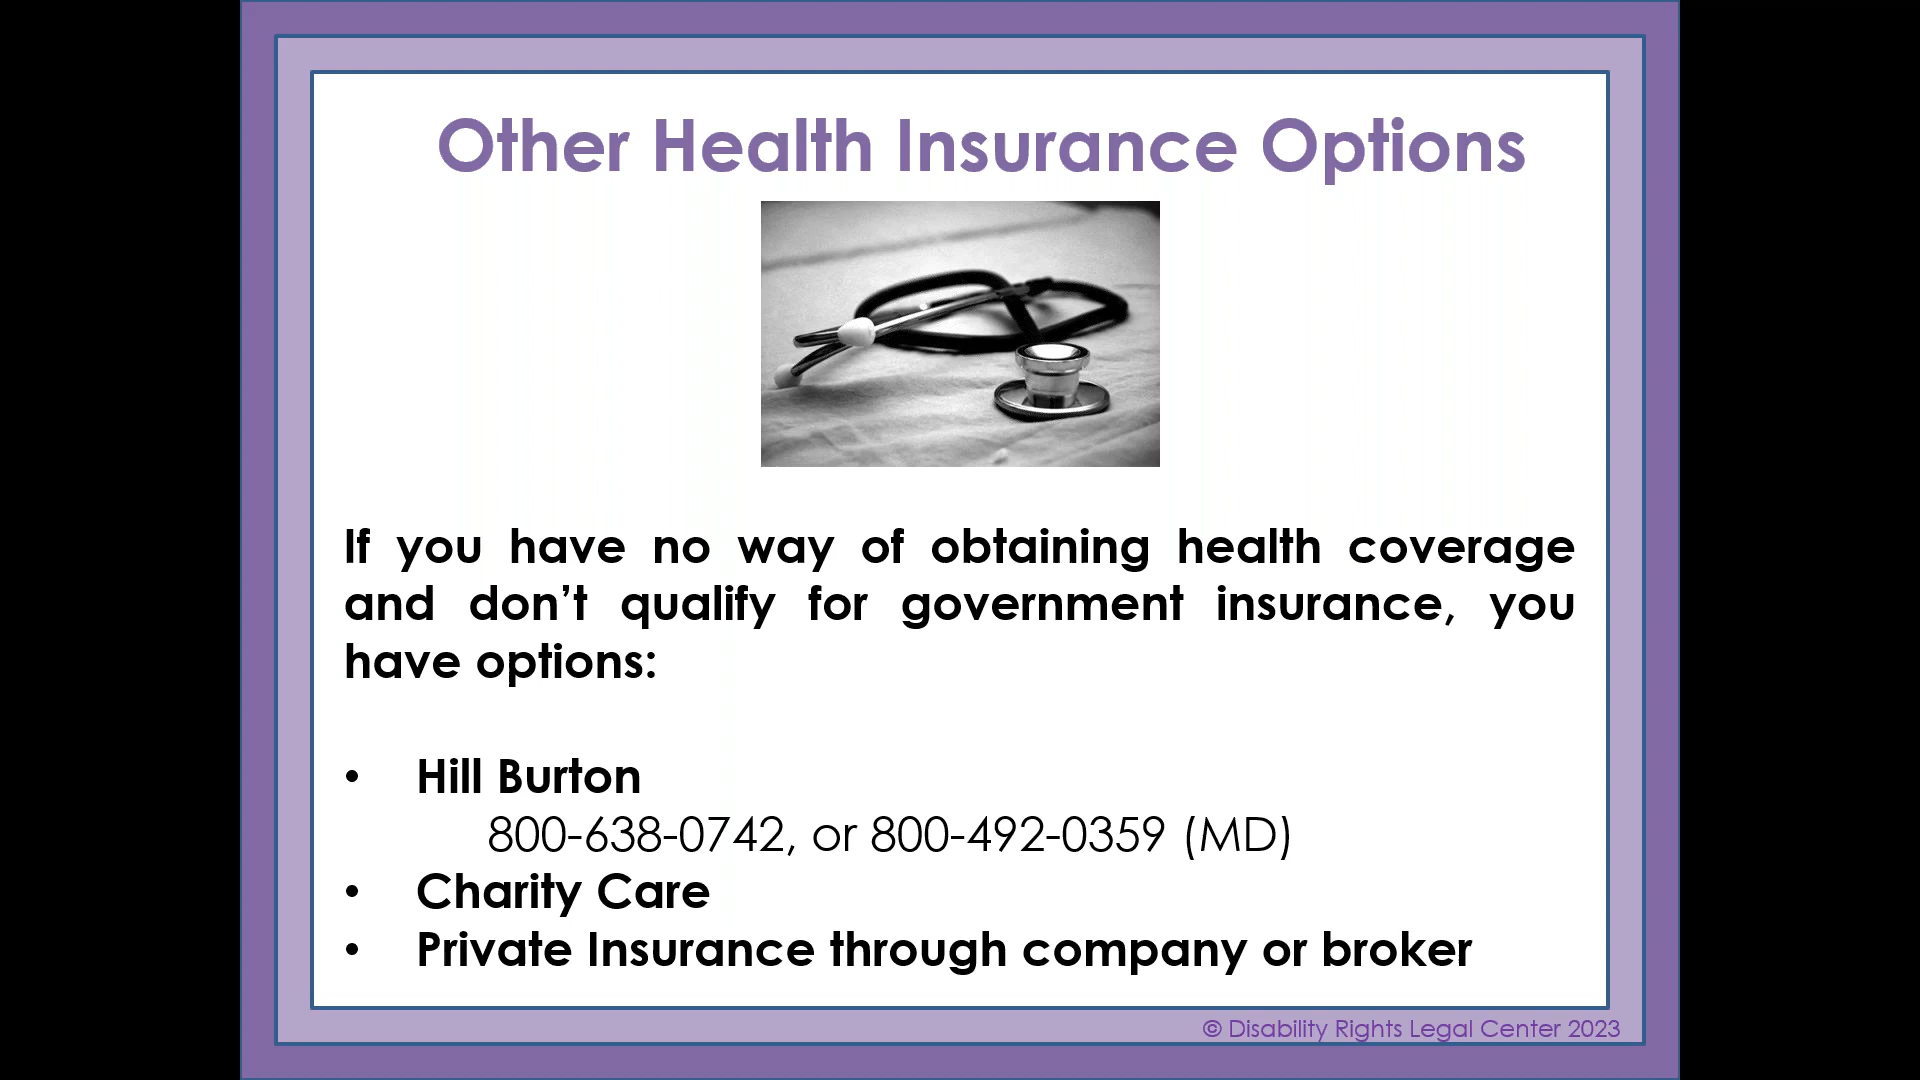 Other Health Insurance Options
If you have no way of obtaining health coverage
and don’t qualify for government insurance, you
have options:
• Hill Burton
800-638-0742, or 800-492-0359 (MD)
• Charity Care
• Private Insurance through company or broker
© Disability Rights Legal Center 2023